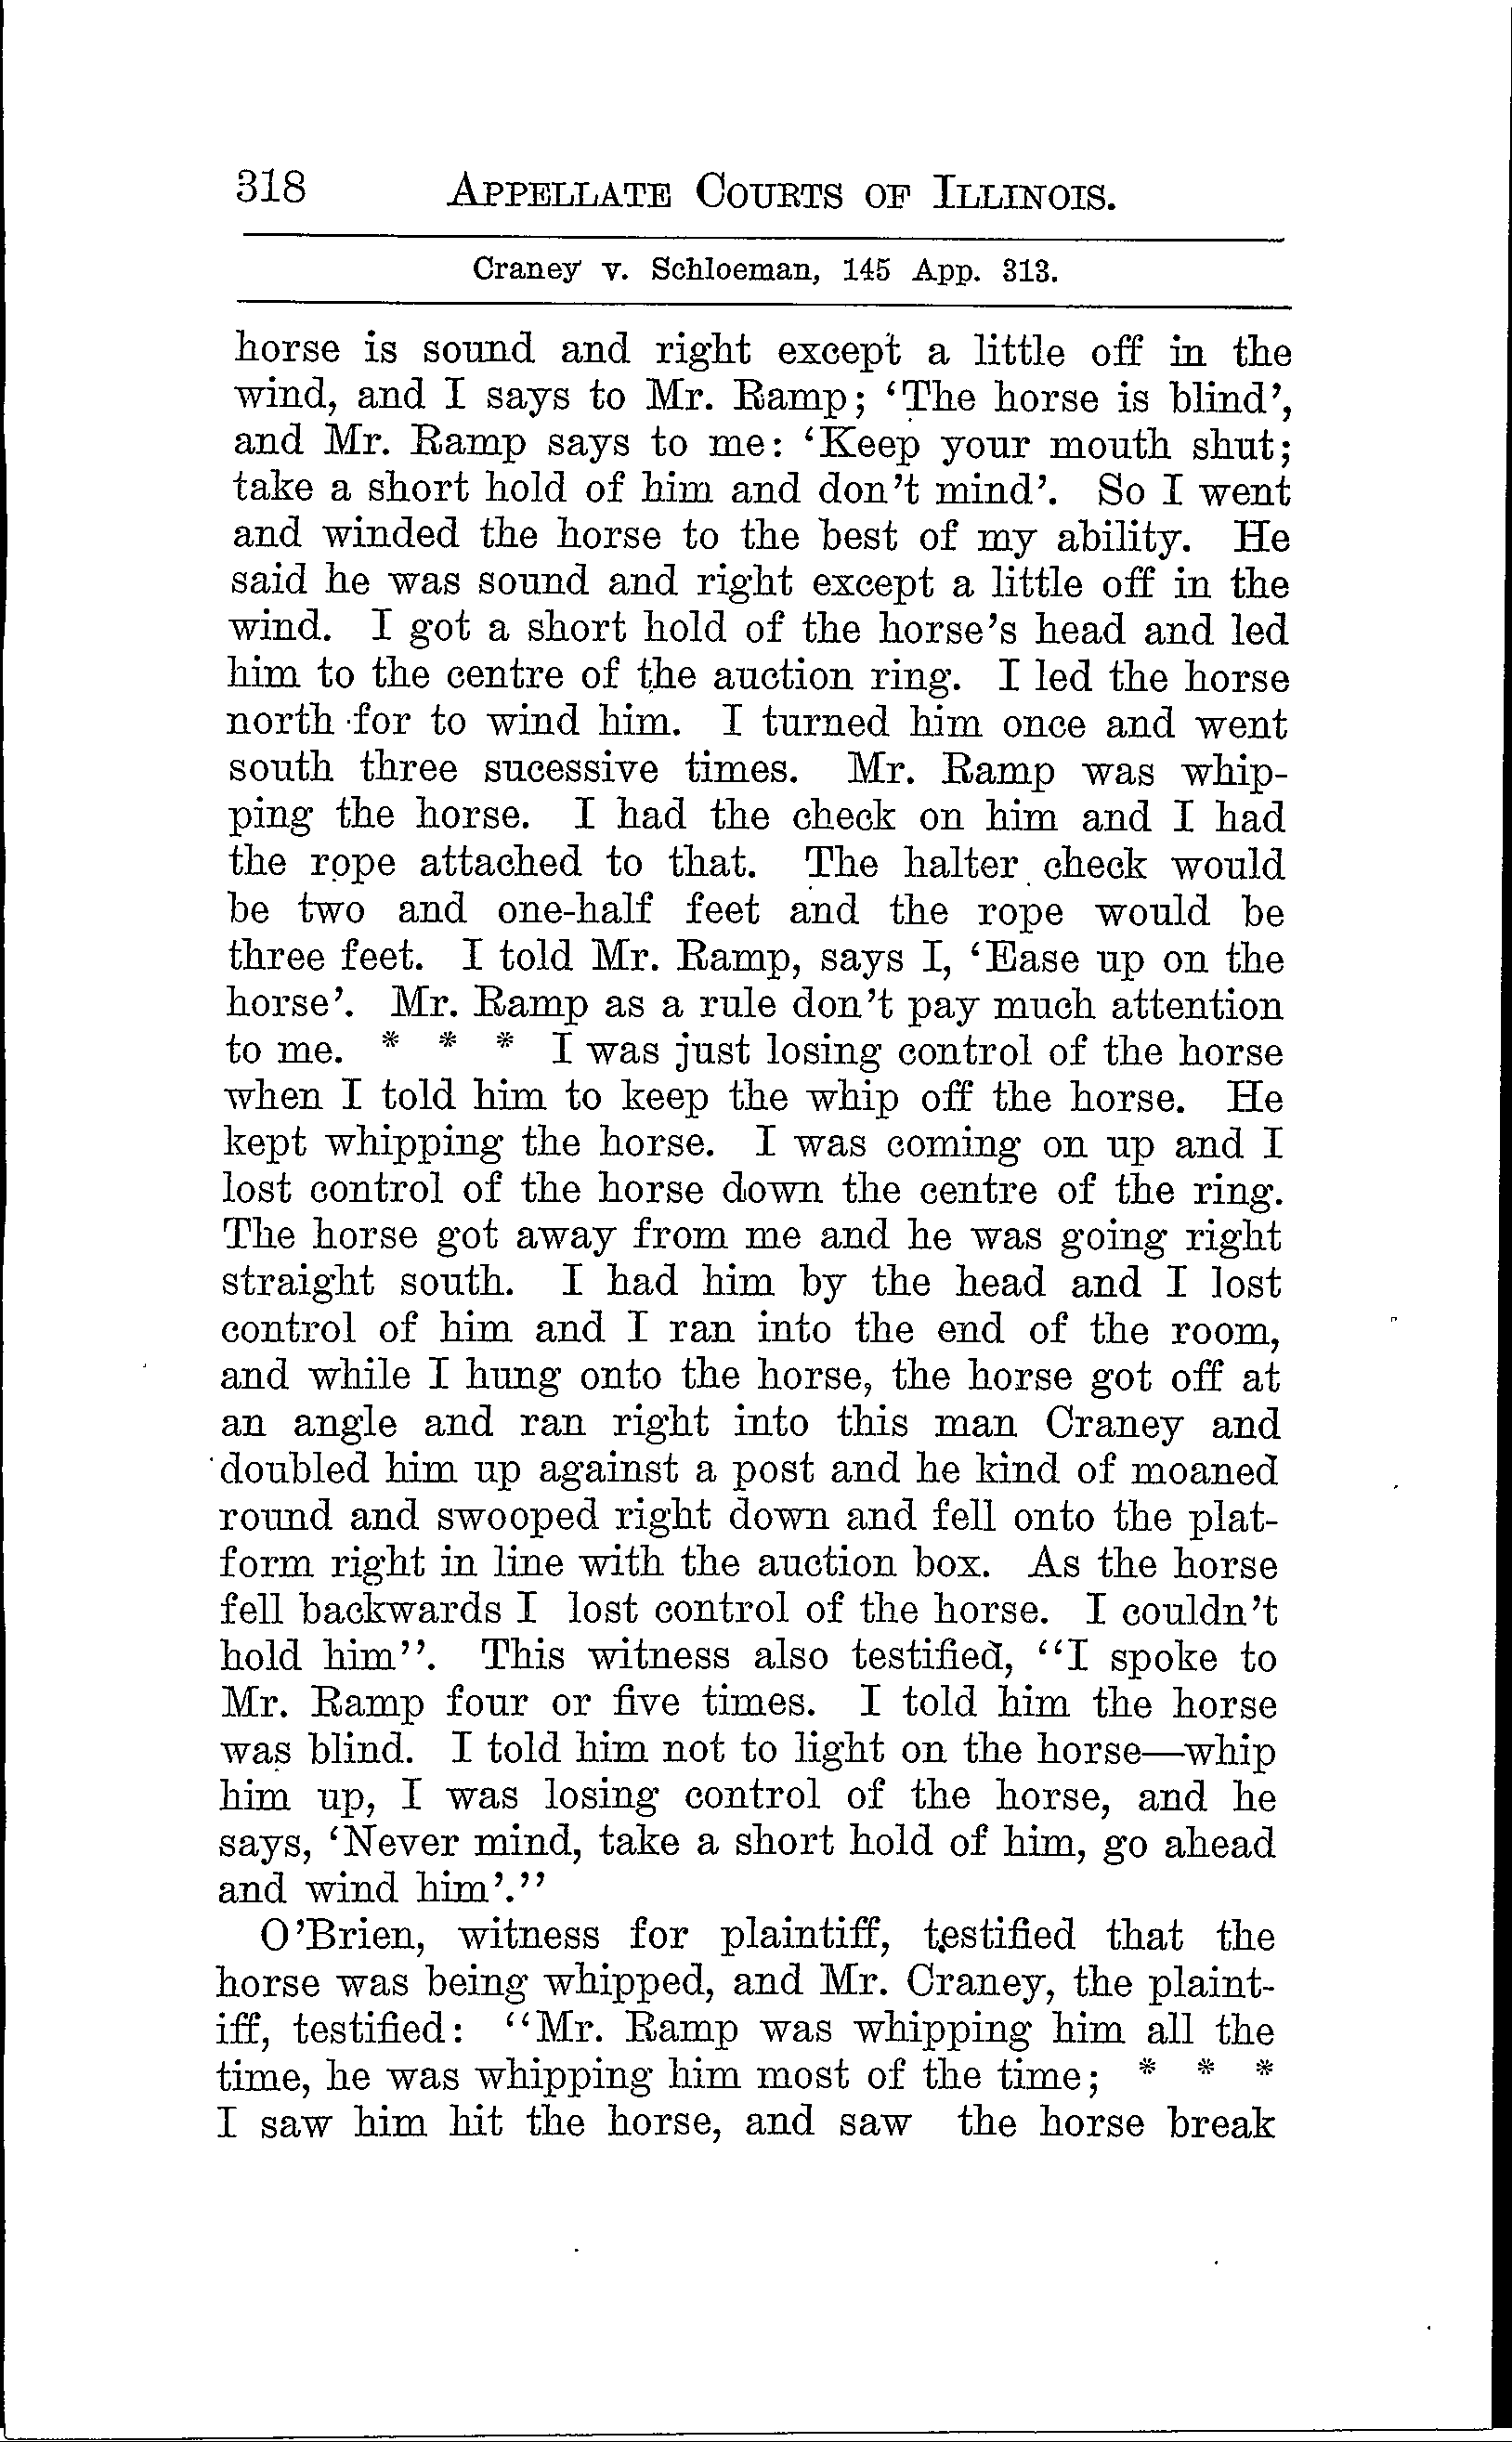 318 APPELLATE COURTS OF ILLINOIS.
Craney v. Schloeman, 145 App. 313.
horse is sound and right except a little off in the
wind, and I says to Mr. Ramp; ‘The horse is blind’,
and Mr. Ramp says to me: ‘Keep your mouth shut;
take a short hold of him and don’t mind’. So I went
and winded the horse to the best of my ability. He
said he was sound and right except a little off in the
wind. I got a short hold of the horse’s head and led
him to the centre of the auction ring. I led the horse
north for to wind him. I turned him once and went
south three sucessive times. Mr. Ramp was whip-
ping the horse. I had the check on him and I had
the rope attached to that. The halter check would
be two and one-half feet and the rope would be
three feet. I told Mr. Ramp, says I, ‘Ease up on the
horse’. Mr. Ramp as a rule don’t pay much attention
to me. * * * I was just losing control of the horse
when I told him to keep the whip off the horse. He
kept whipping the horse. I was coming on up and I
lost control of the horse down the centre of the ring.
The horse got away from me and he was going right
straight south. I had him by the head and I lost
control of him and I ran into the end of the room,
and while I hung onto the horse, the horse got off at
an angle and ran right into this man Craney and
doubled him up against a post and he kind of moaned
round and swooped right down and fell onto the plat-
form right in line with the auction box. As the horse
fell backwards I lost control of the horse. I couldn’t
hold him”. This witness also testified, “I spoke to
Mr. Ramp four or five times. I told him the horse
was blind. I told him not to light on the horse—whip
him up, I was losing control of the horse, and he
says, ‘Never mind, take a short hold of him, go ahead
and wind him’.”
O’Brien, witness for plaintiff, testified that the
horse was being whipped, and Mr. Craney, the plaint-
iff, testified: “Mr. Ramp was whipping him all the
time, he was whipping him most of the time; * * *
I saw him hit the horse, and saw the horse break